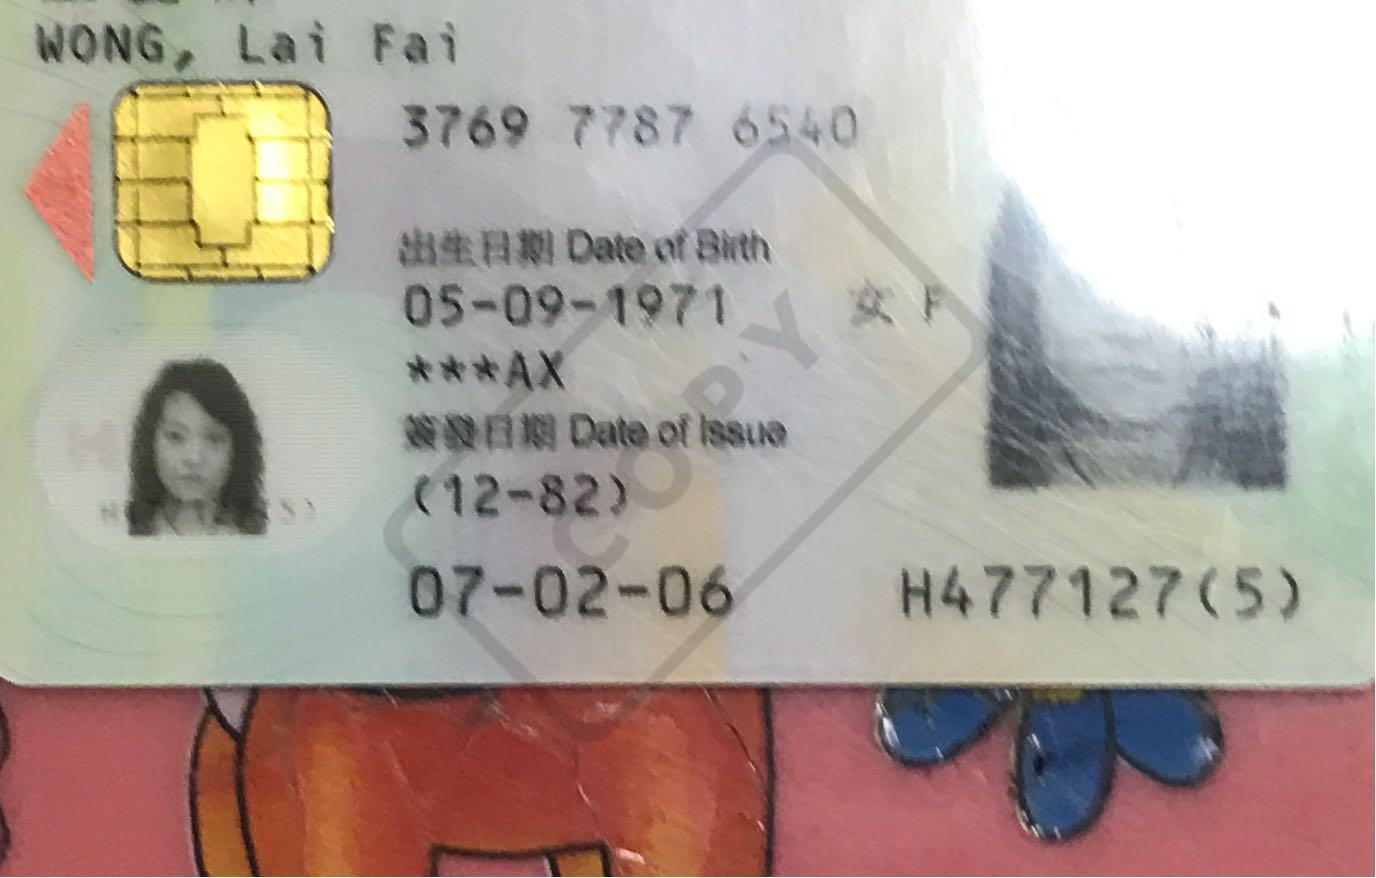 WONG, Lai Fai
3769 7787 6540
出生日期 Date of Birth
05-09-1971 女 F
***AX
簽發日期 Date of Issue
(12-82)
07-02-06 H477127(5)
COPY